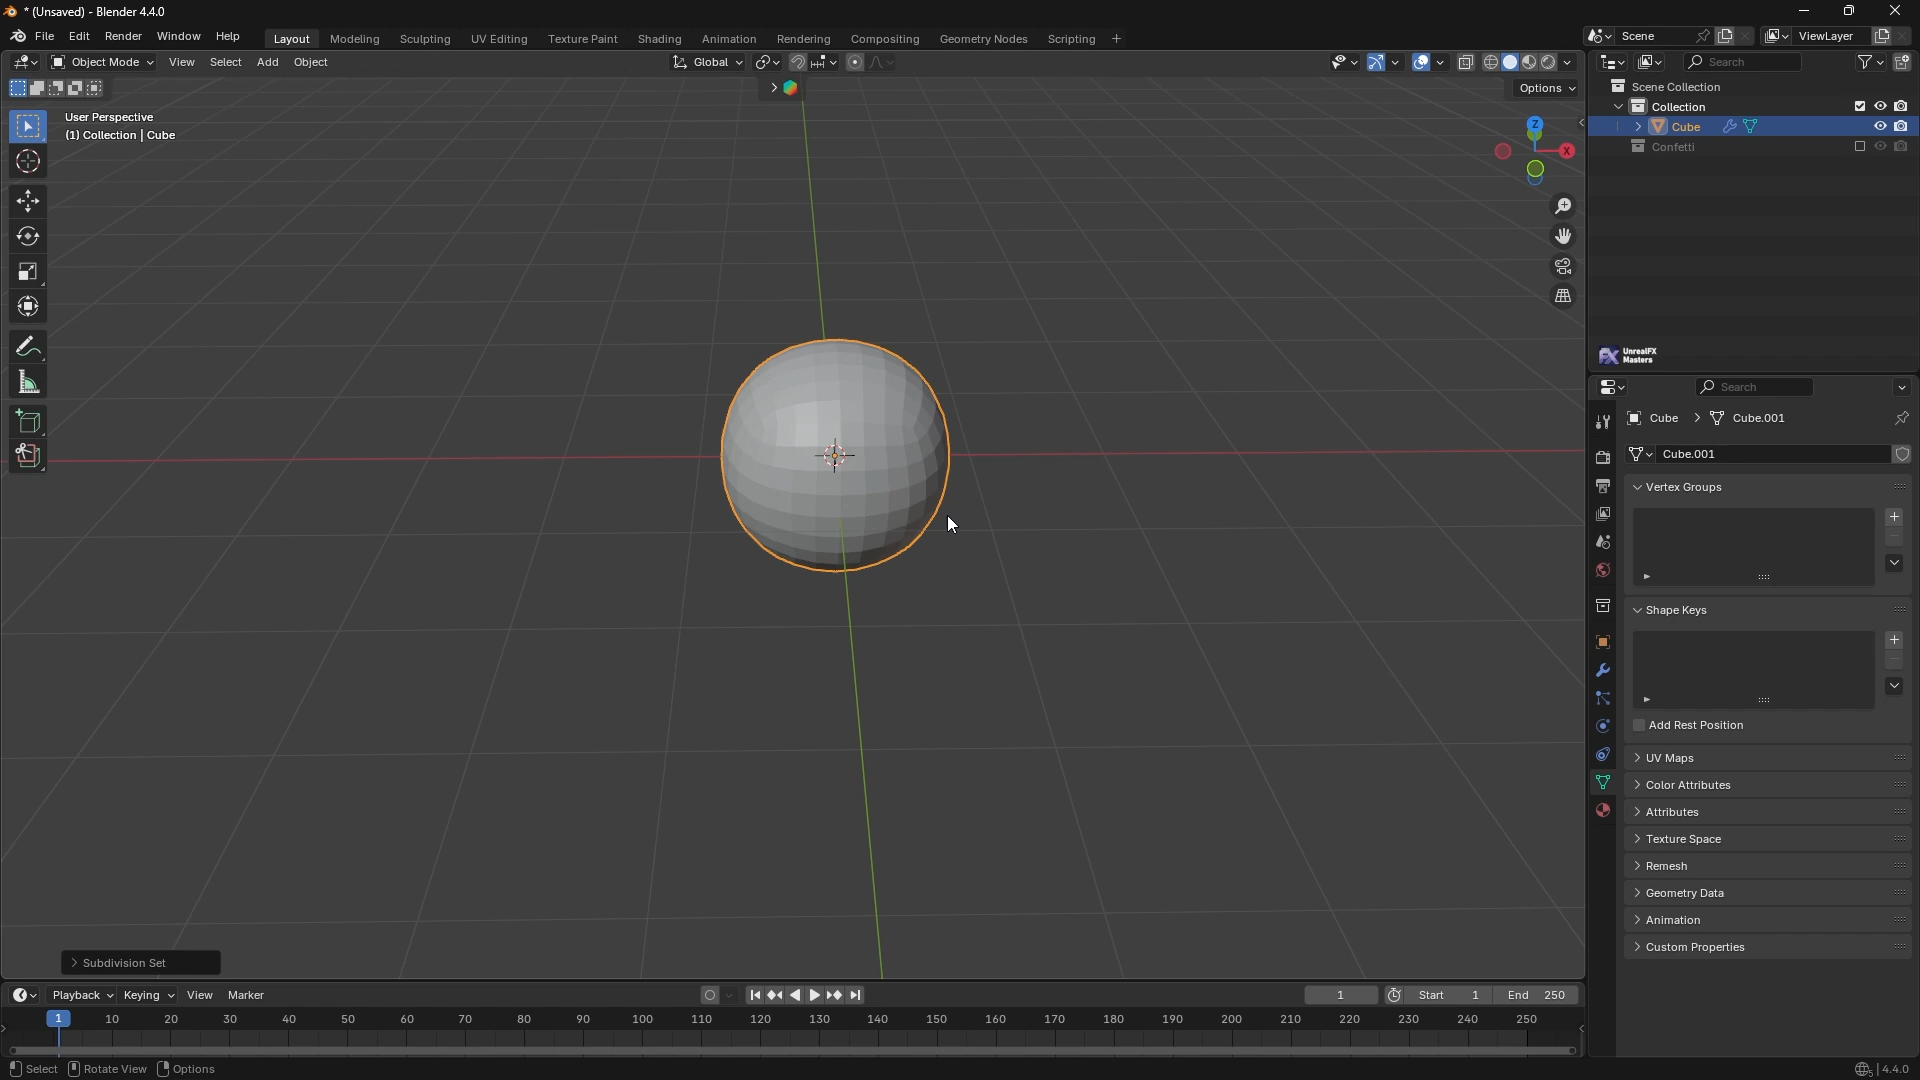 * (Unsaved) - Blender 4.4.0
File Edit Render Window Help Layout Modeling Sculpting UV Editing Texture Paint Shading Animation Rendering Compositing Geometry Nodes Scripting + Scene ViewLayer
Object Mode View Select Add Object Global Search
Options
User Perspective
(1) Collection | Cube
Z
X
Scene Collection
Collection
Cube
Confetti
UnrealFX
Masters
Search
Cube > Cube.001
Cube.001
Vertex Groups
Shape Keys
Add Rest Position
UV Maps
Color Attributes
Attributes
Texture Space
Remesh
Geometry Data
Animation
Custom Properties
Subdivision Set
Playback Keying View Marker 1 Start 1 End 250
1 10 20 30 40 50 60 70 80 90 100 110 120 130 140 150 160 170 180 190 200 210 220 230 240 250
Select Rotate View Options 4.4.0